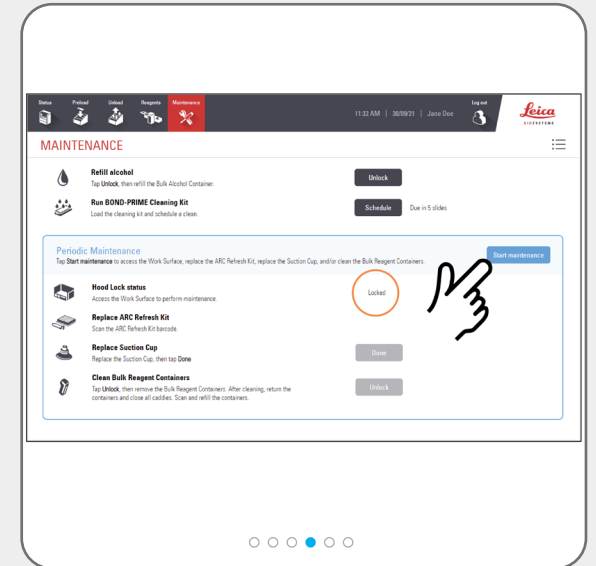 Status Preload Unload Reagents Maintenance
11:32 AM | 30/09/21 | Jane Doe
Log out
Leica
BIOSYSTEMS
MAINTENANCE
Refill alcohol
Tap Unlock, then refill the Bulk Alcohol Container.
Unlock
Run BOND-PRIME Cleaning Kit
Load the cleaning kit and schedule a clean.
Schedule Due in 5 slides
Periodic Maintenance
Tap Start maintenance to access the Work Surface, replace the ARC Refresh Kit, replace the Suction Cup, and/or clean the Bulk Reagent Containers.
Start mantenance
Hood Lock status
Access the Work Surface to perform maintenance.
Locked
Replace ARC Refresh Kit
Scan the ARC Refresh Kit barcode.
Replace Suction Cup
Replace the Suction Cup, then tap Done
Done
Clean Bulk Reagent Containers
Tap Unlock, then remove the Bulk Reagent Containers. After cleaning, return the
containers and close all caddies. Scan and refill the containers.
Unlock